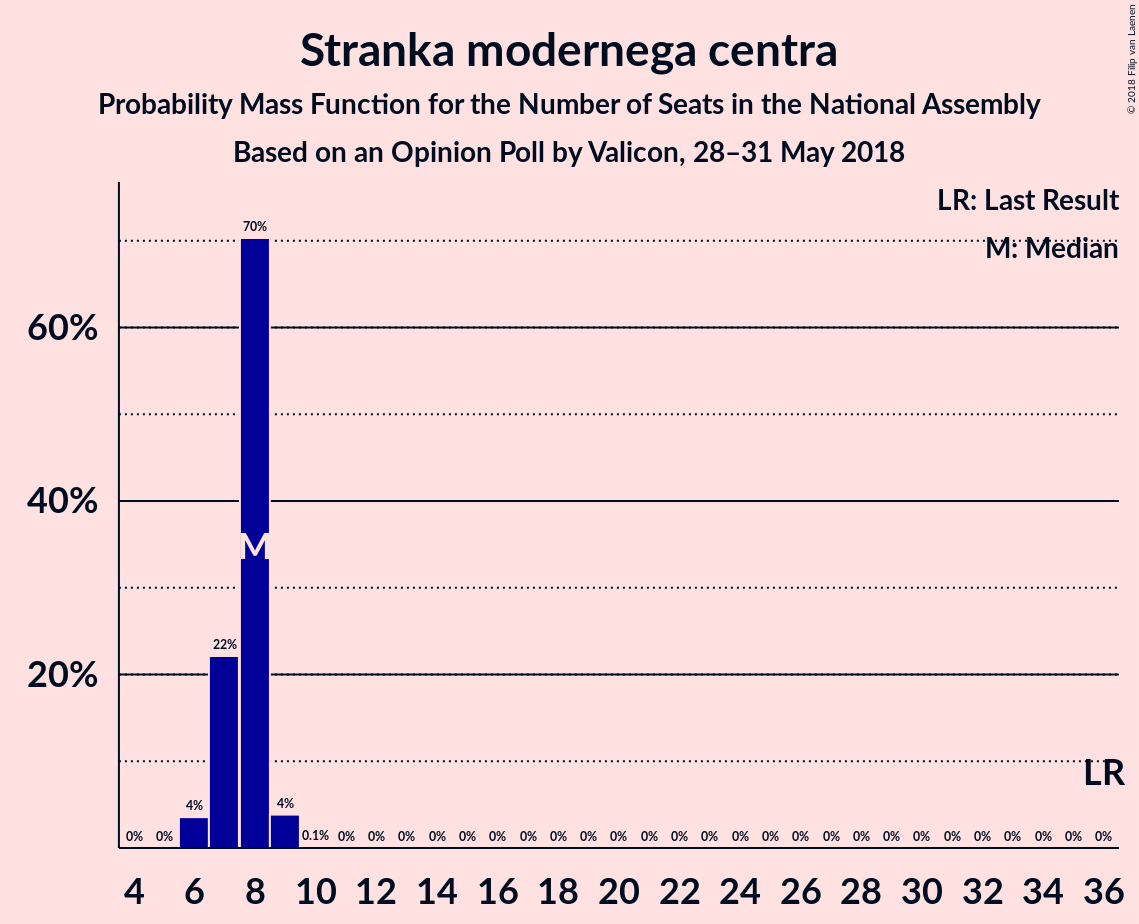 Stranka modernega centra
Probability Mass Function for the Number of Seats in the National Assembly
Based on an Opinion Poll by Valicon, 28–31 May 2018
© 2018 Filip van Laenen
LR: Last Result
M: Median
60%
40%
20%
0% 0% 4% 22% 70% 4% 0.1% 0% 0% 0% 0% 0% 0% 0% 0% 0% 0% 0% 0% 0% 0% 0% 0% 0% 0% 0% 0% 0% 0% 0% 0% 0% 0%
M
LR
4 6 8 10 12 14 16 18 20 22 24 26 28 30 32 34 36